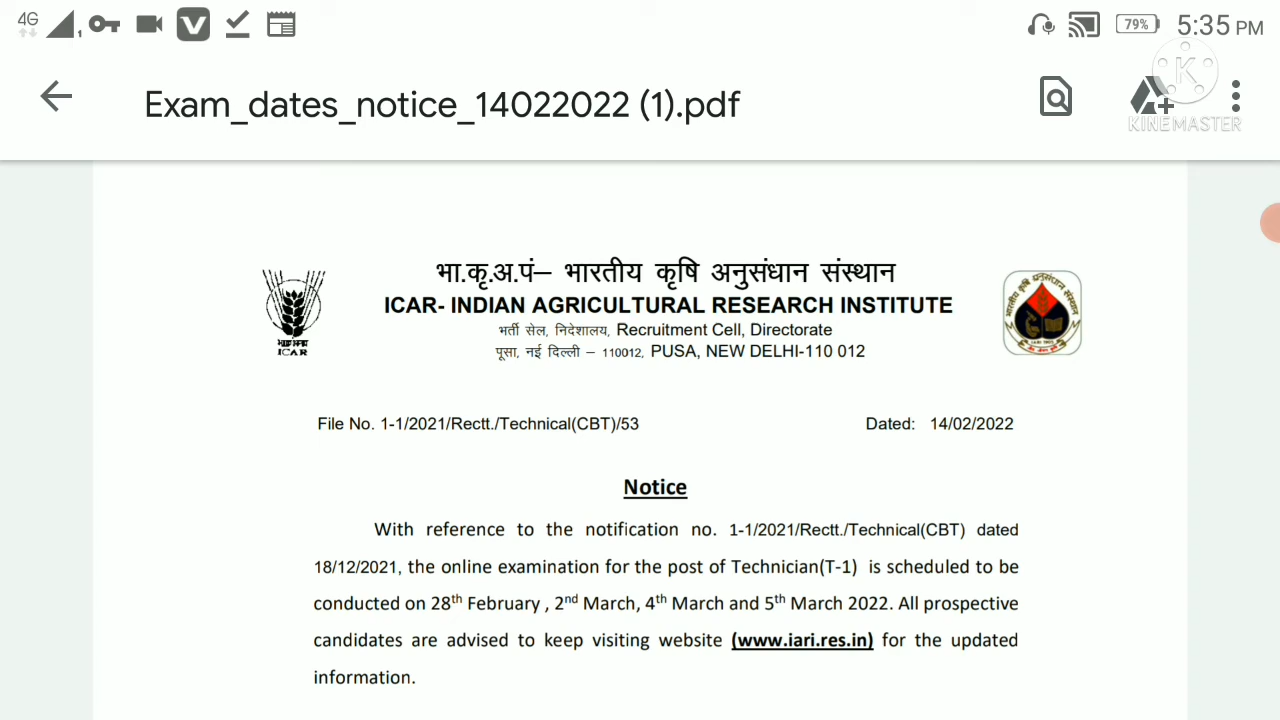 4G 79% 5:35 PM
Exam_dates_notice_14022022 (1).pdf
K
KINEMASTER
भा.कृ.अ.पं– भारतीय कृषि अनुसंधान संस्थान
ICAR- INDIAN AGRICULTURAL RESEARCH INSTITUTE
भर्ती सेल, निदेशालय, Recruitment Cell, Directorate
पूसा, नई दिल्ली – 110012, PUSA, NEW DELHI-110 012
ICAR
File No. 1-1/2021/Rectt./Technical(CBT)/53 Dated: 14/02/2022
Notice
With reference to the notification no. 1-1/2021/Rectt./Technical(CBT) dated
18/12/2021, the online examination for the post of Technician(T-1) is scheduled to be
conducted on 28th February , 2nd March, 4th March and 5th March 2022. All prospective
candidates are advised to keep visiting website (www.iari.res.in) for the updated
information.